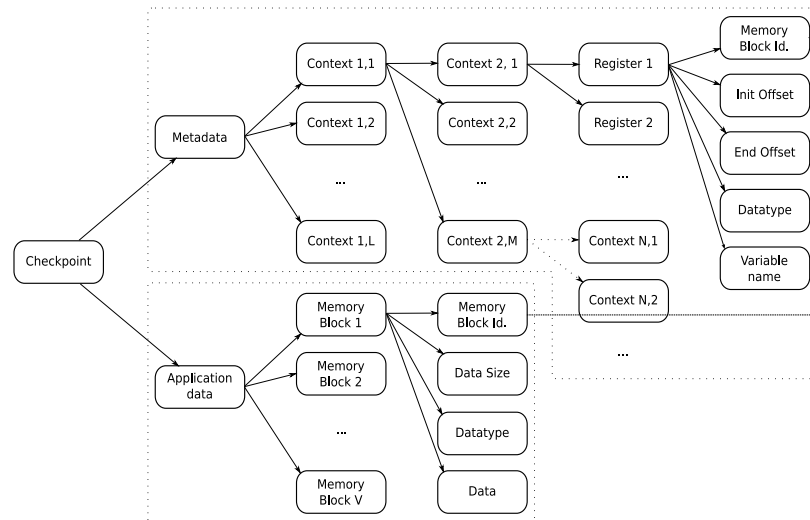 Checkpoint
Metadata
Context 1,1
Context 1,2
...
Context 1,L
Context 2, 1
Context 2,2
...
Context 2,M
Register 1
Register 2
...
Context N,1
Context N,2
...
Memory
Block Id.
Init Offset
End Offset
Datatype
Variable
name
Application
data
Memory
Block 1
Memory
Block 2
...
Memory
Block V
Memory
Block Id.
Data Size
Datatype
Data